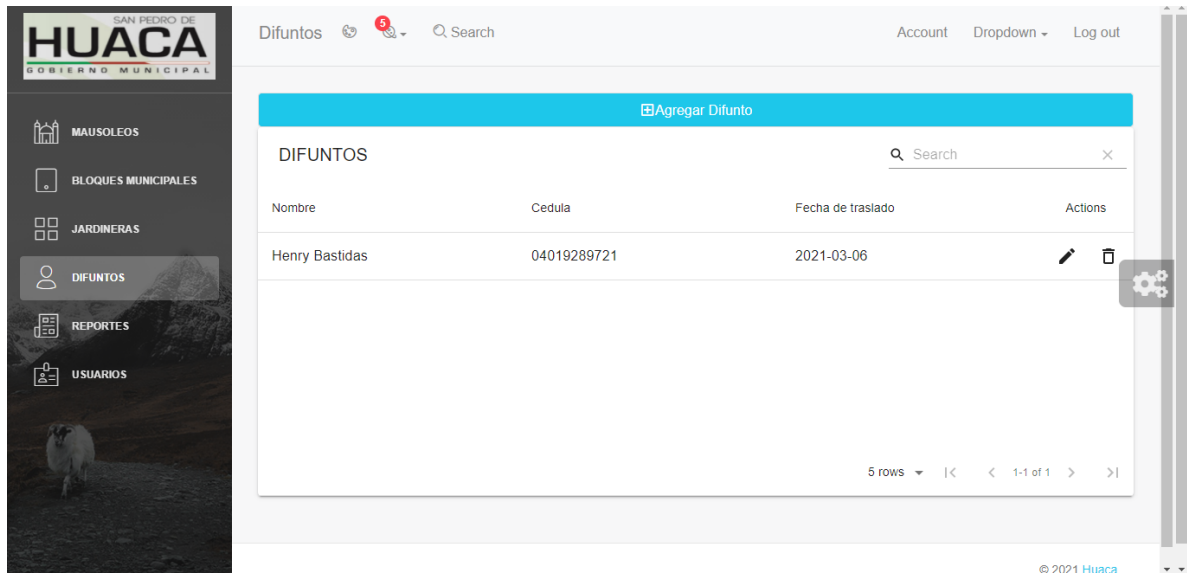 SAN PEDRO DE
HUACA
GOBIERNO MUNICIPAL
MAUSOLEOS
BLOQUES MUNICIPALES
JARDINERAS
DIFUNTOS
REPORTES
USUARIOS
Difuntos 5 Search Account Dropdown Log out
Agregar Difunto
DIFUNTOS Search
Nombre Cedula Fecha de traslado Actions
Henry Bastidas 04019289721 2021-03-06
5 rows 1-1 of 1
© 2021 Huaca